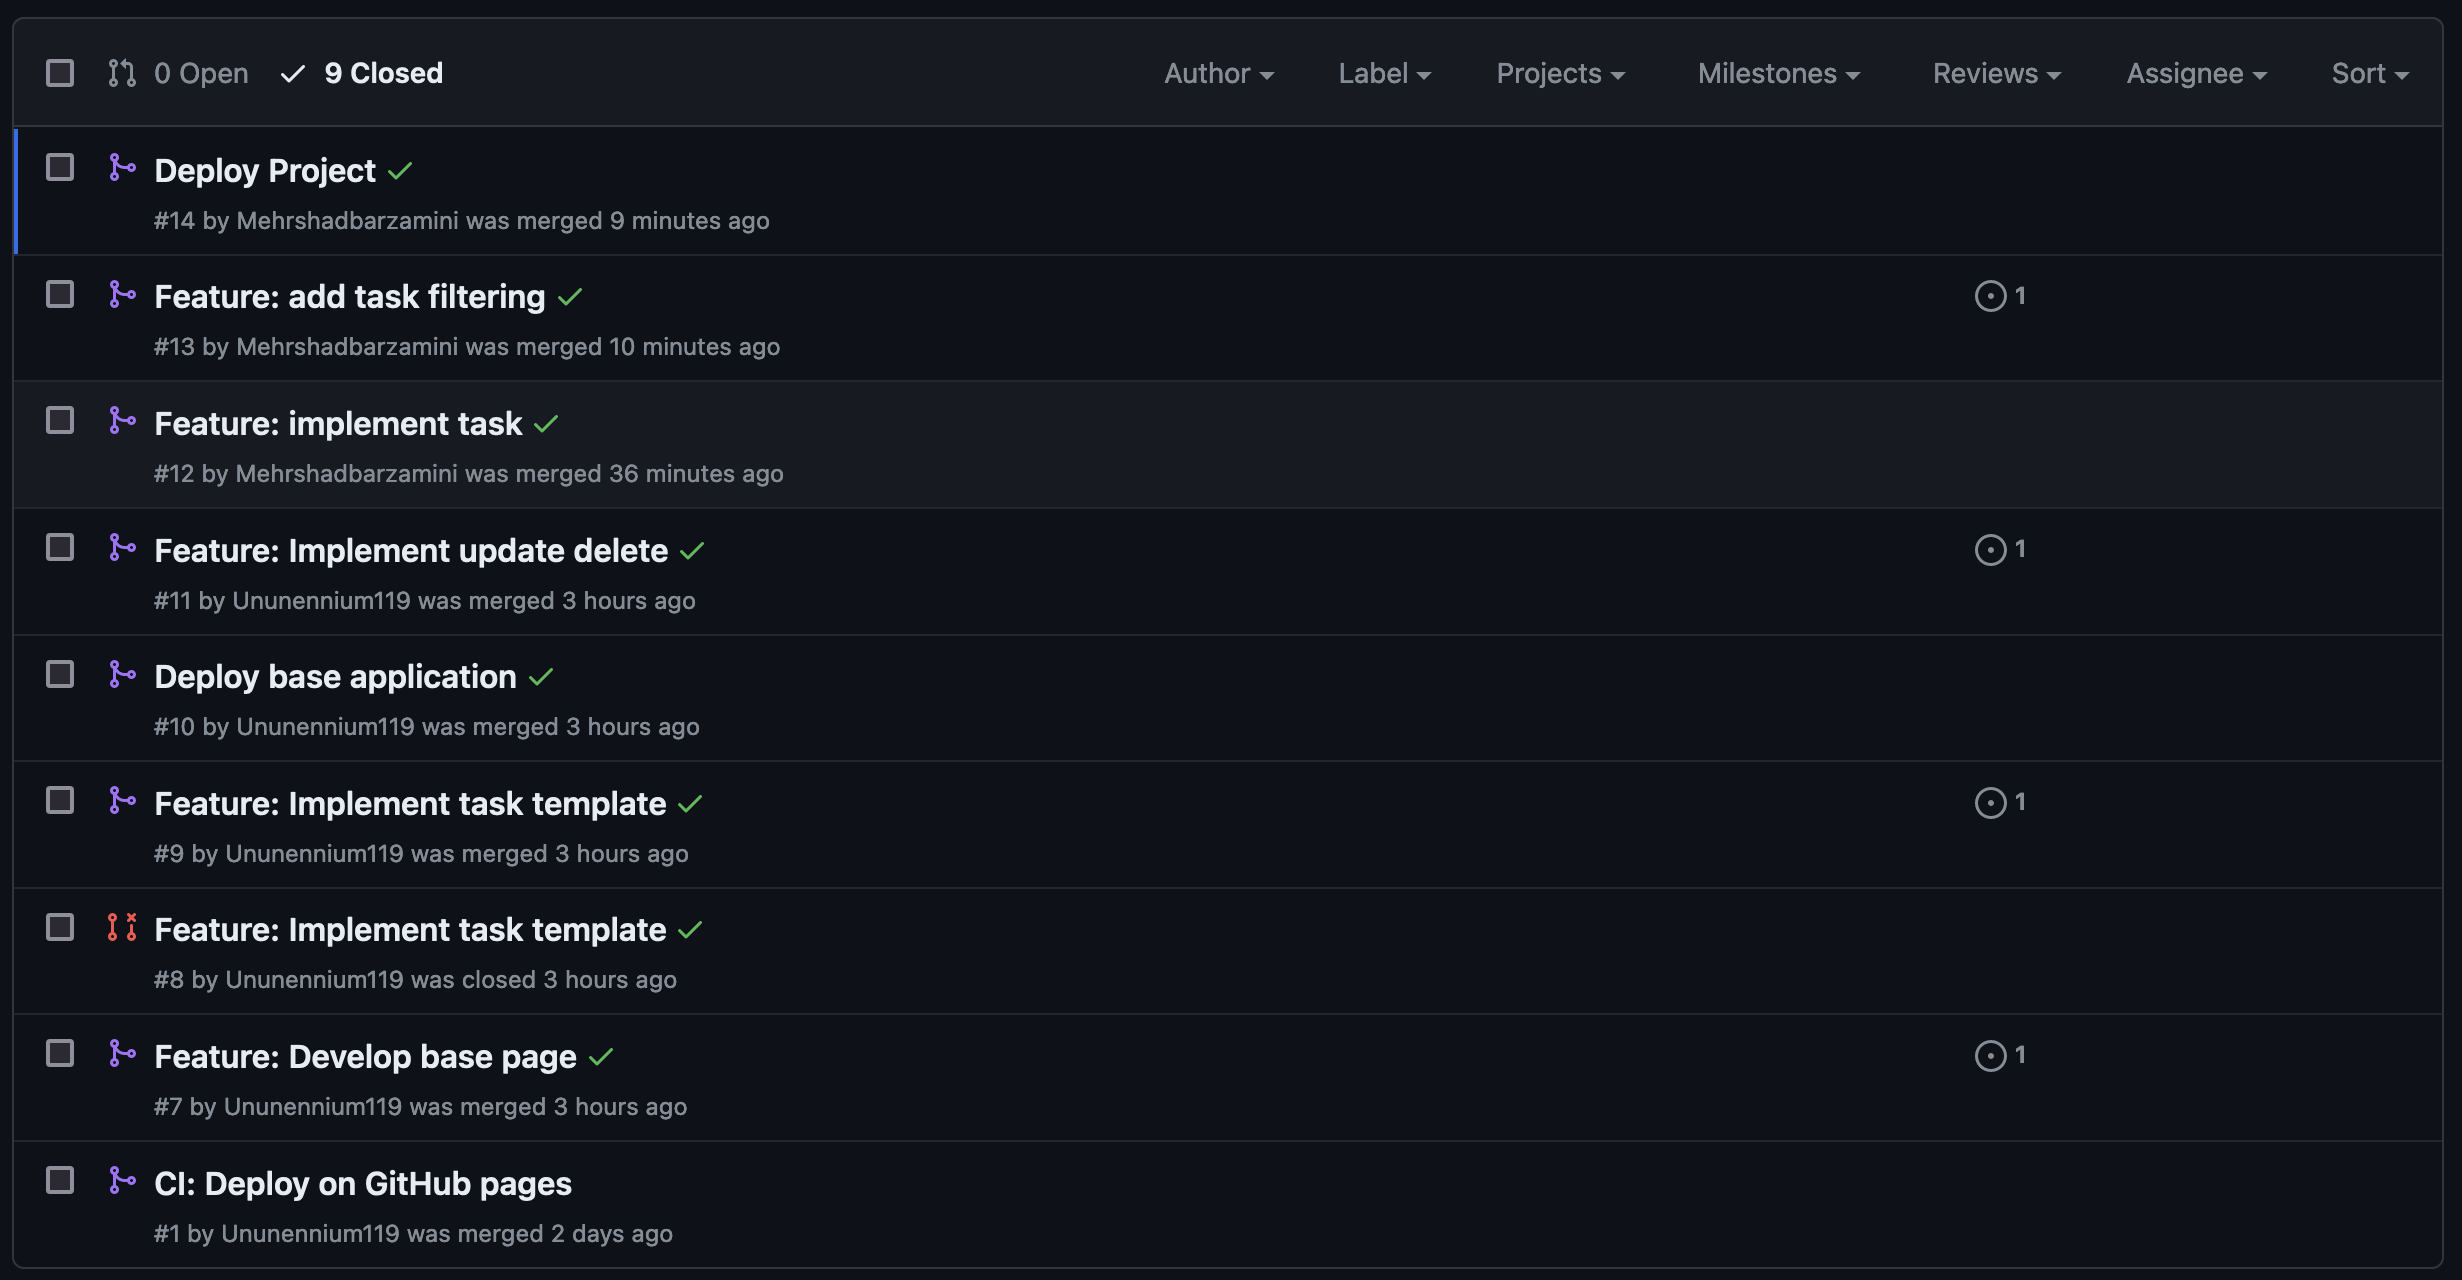 0 Open 9 Closed Author Label Projects Milestones Reviews Assignee Sort
Deploy Project
#14 by Mehrshadbarzamini was merged 9 minutes ago
Feature: add task filtering
1
#13 by Mehrshadbarzamini was merged 10 minutes ago
Feature: implement task
#12 by Mehrshadbarzamini was merged 36 minutes ago
Feature: Implement update delete
1
#11 by Ununennium119 was merged 3 hours ago
Deploy base application
#10 by Ununennium119 was merged 3 hours ago
Feature: Implement task template
1
#9 by Ununennium119 was merged 3 hours ago
Feature: Implement task template
#8 by Ununennium119 was closed 3 hours ago
Feature: Develop base page
1
#7 by Ununennium119 was merged 3 hours ago
CI: Deploy on GitHub pages
#1 by Ununennium119 was merged 2 days ago